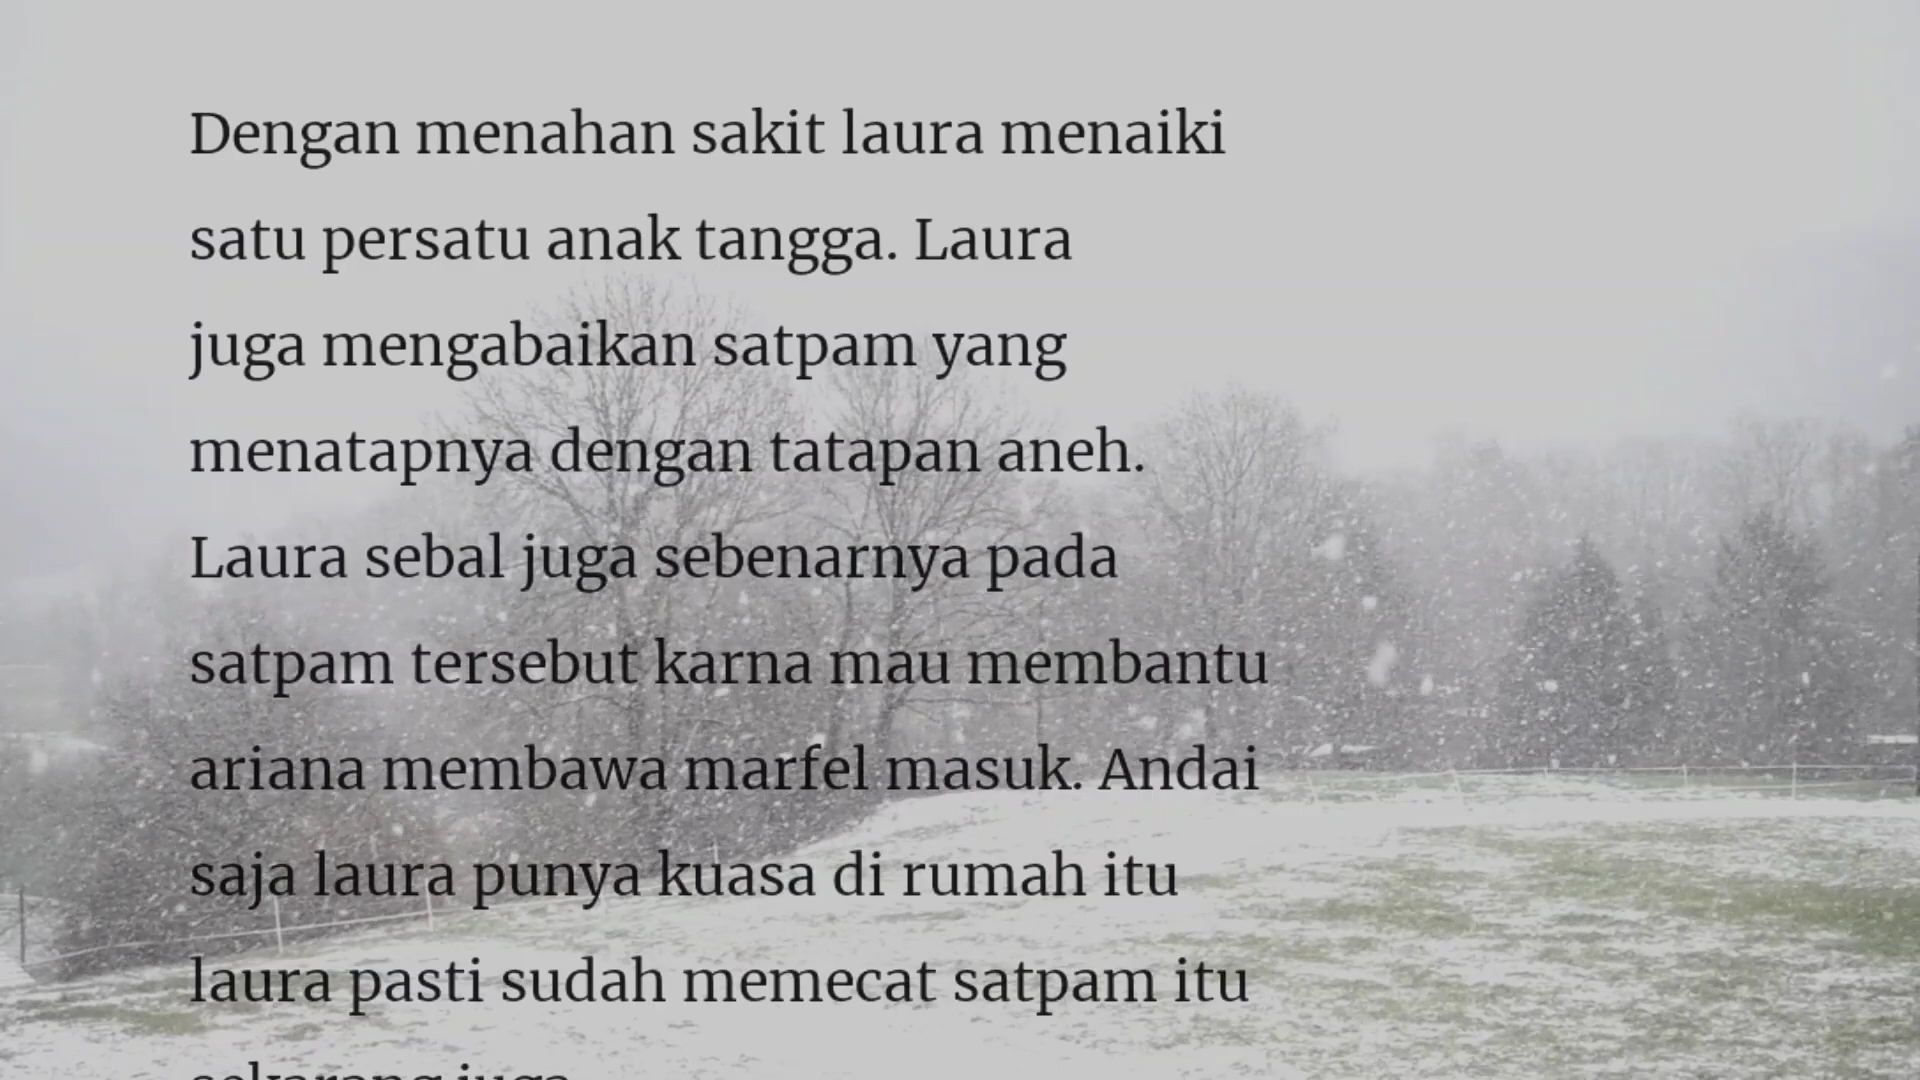 Dengan menahan sakit laura menaiki
satu persatu anak tangga. Laura
juga mengabaikan satpam yang
menatapnya dengan tatapan aneh.
Laura sebal juga sebenarnya pada
satpam tersebut karna mau membantu
ariana membawa marfel masuk. Andai
saja laura punya kuasa di rumah itu
laura pasti sudah memecat satpam itu
sekarang juga